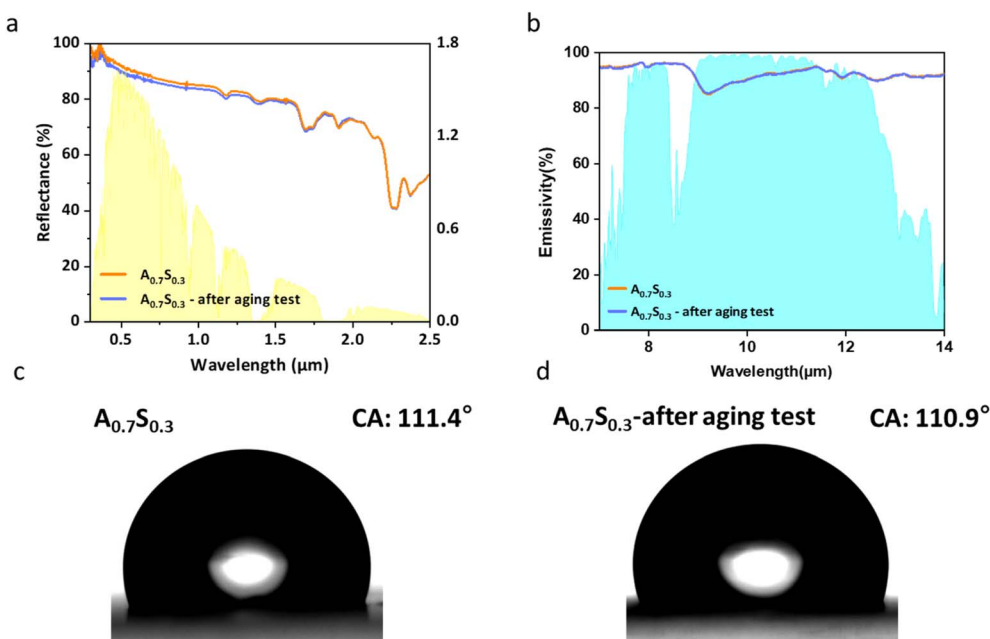 a
100
80
60
40
20
0
Reflectance (%)
1.8
1.2
0.6
0.0
A₀.₇S₀.₃
A₀.₇S₀.₃ - after aging test
0.5 1.0 1.5 2.0 2.5
Wavelength (μm)
b
100
80
60
40
20
0
Emissivity(%)
A₀.₇S₀.₃
A₀.₇S₀.₃ - after aging test
8 10 12 14
Wavelength(μm)
c
A₀.₇S₀.₃ CA: 111.4°
d
A₀.₇S₀.₃-after aging test CA: 110.9°